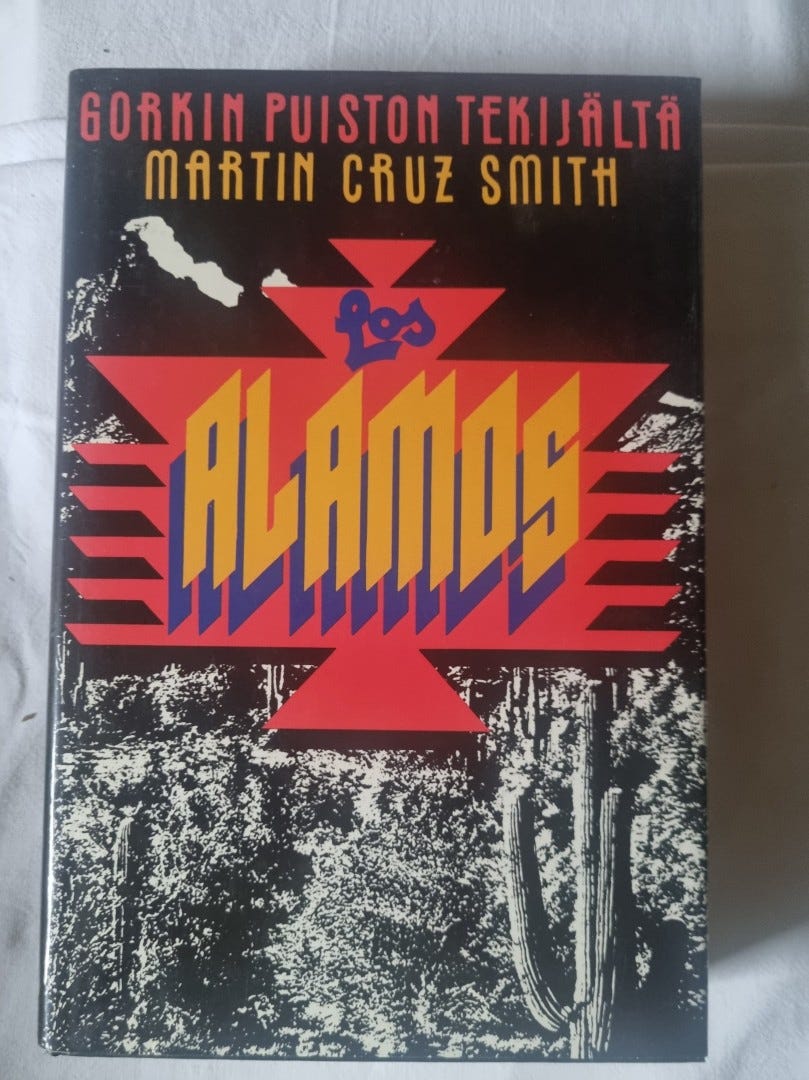 GORKIN PUISTON TEKIJÄLTÄ
MARTIN CRUZ SMITH
Los
ALAMOS